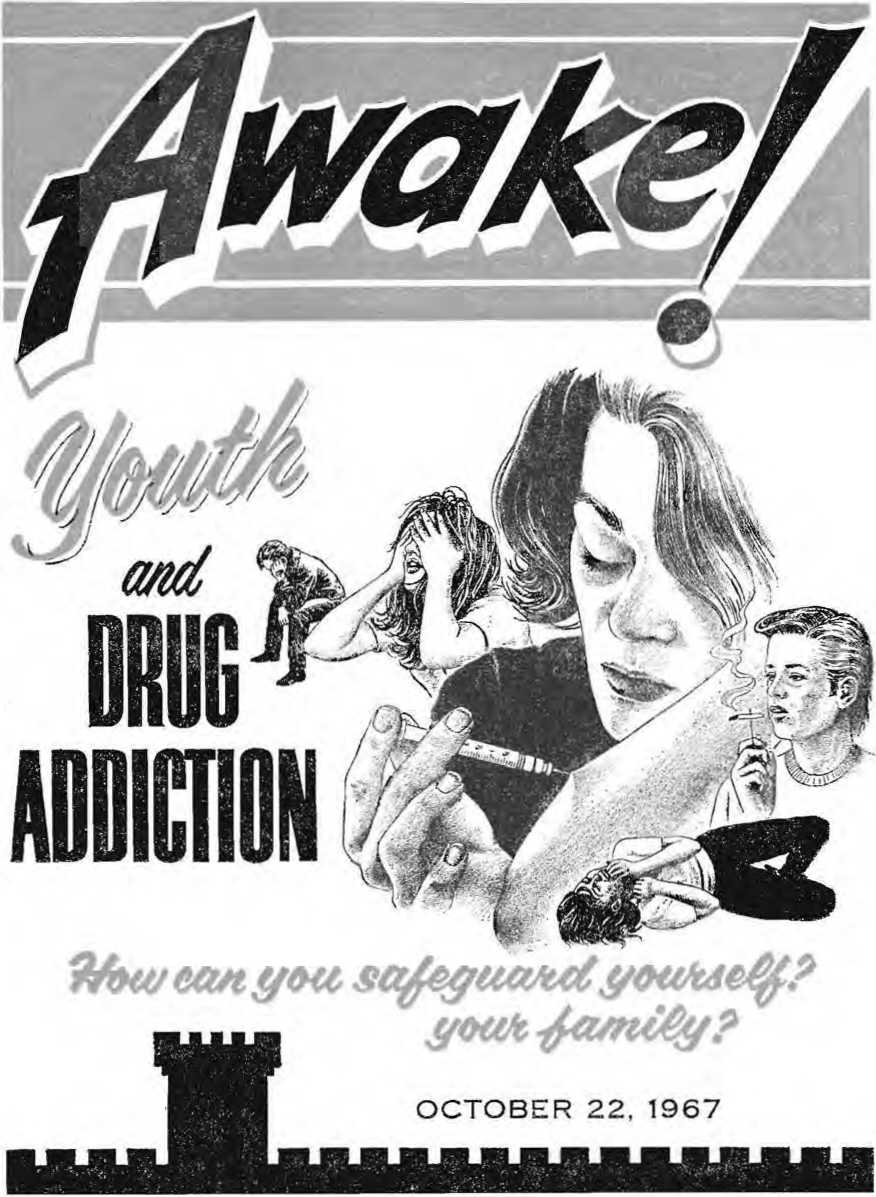 Awake!
Youth
and
DRUG
ADDICTION
How can you safeguard yourself?
your family?
OCTOBER 22, 1967